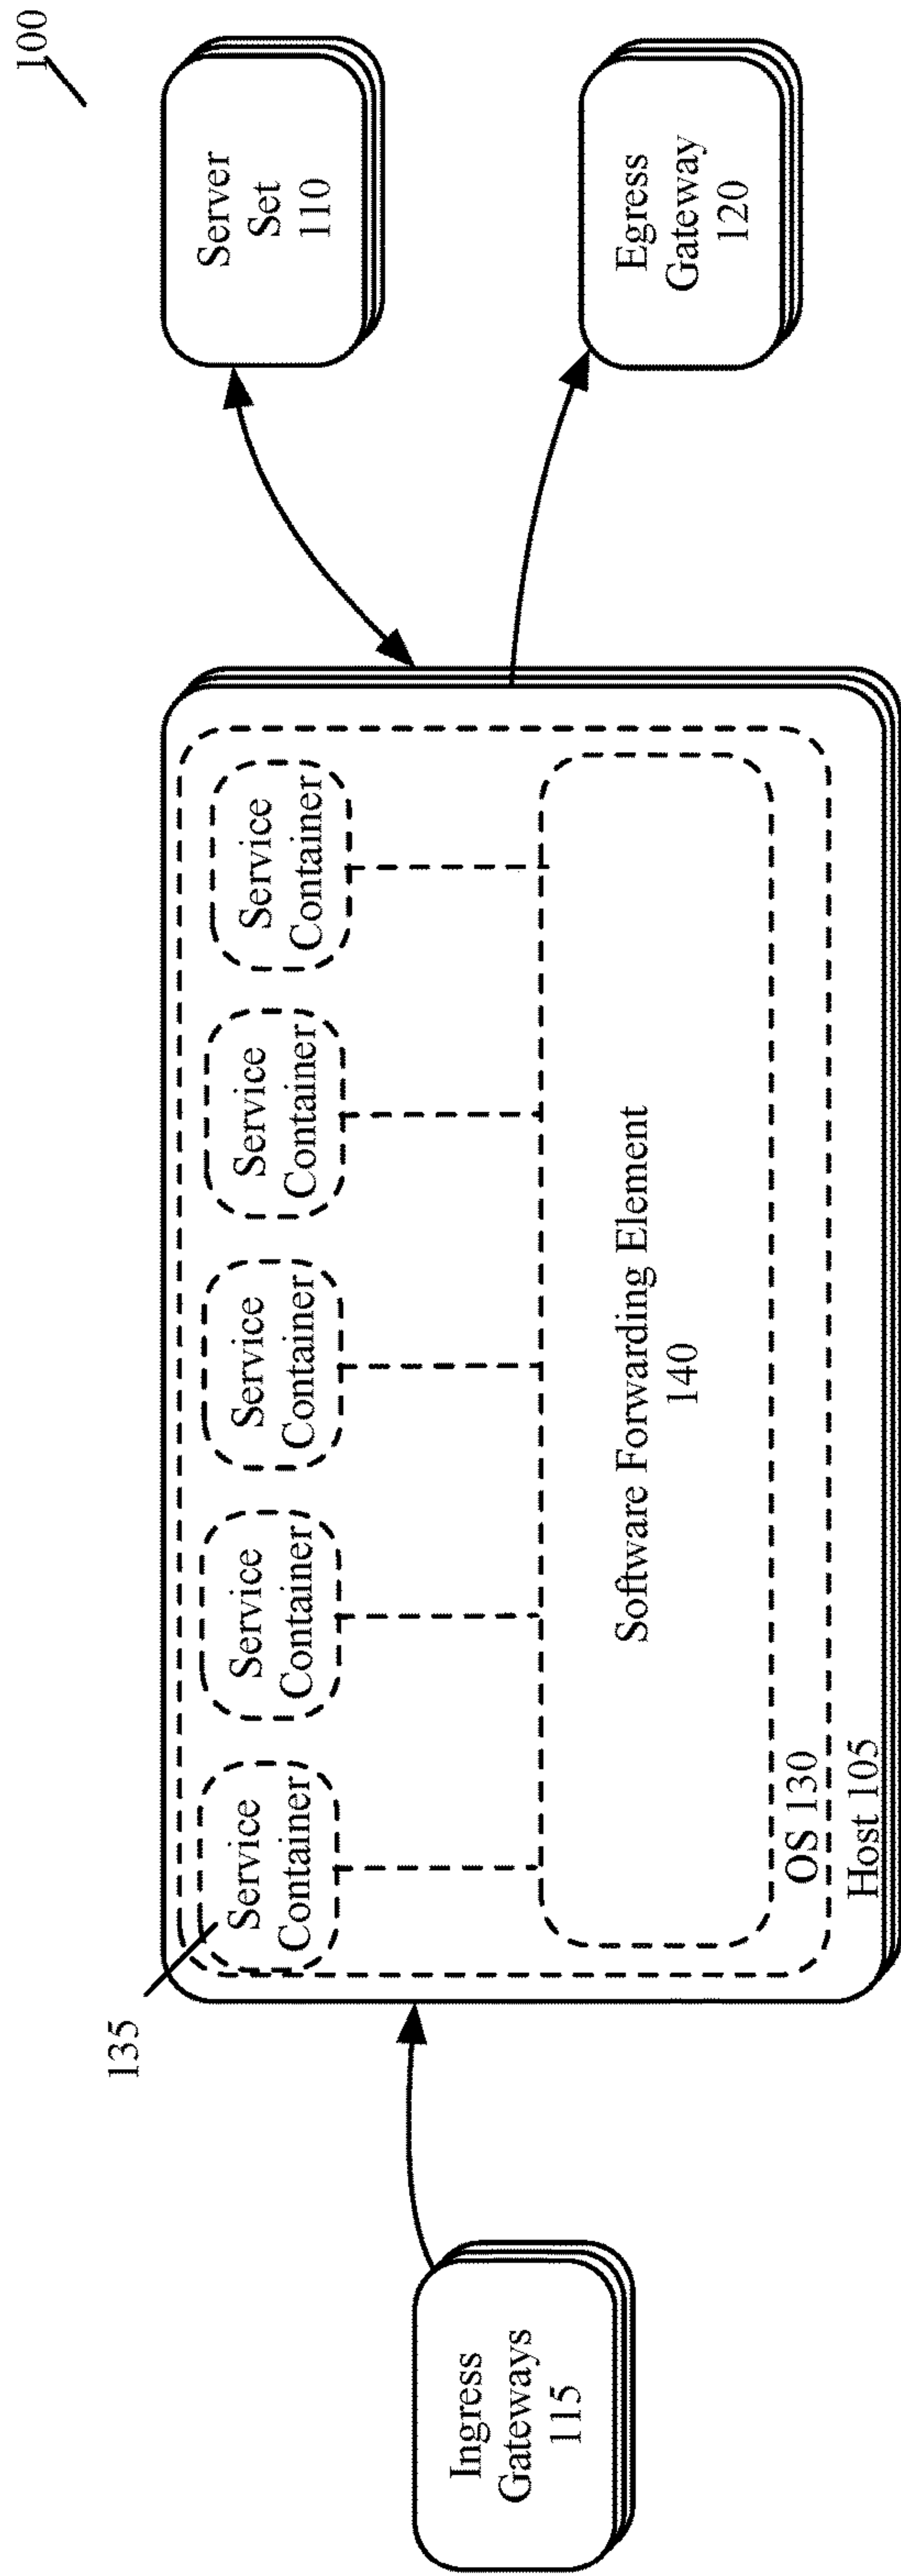 100
Server
Set
110
Egress
Gateway
120
135
Service
Container
Service
Container
Service
Container
Service
Container
Service
Container
Software Forwarding Element
140
OS 130
Host 105
Ingress
Gateways
115